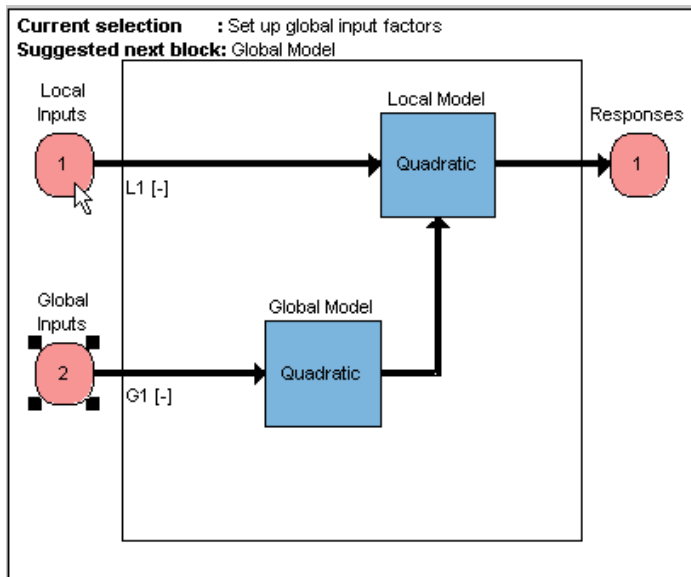 Current selection : Set up global input factors
Suggested next block: Global Model
Local
Inputs
1
L1 [-]
Local Model
Quadratic
Responses
1
Global
Inputs
2
G1 [-]
Global Model
Quadratic